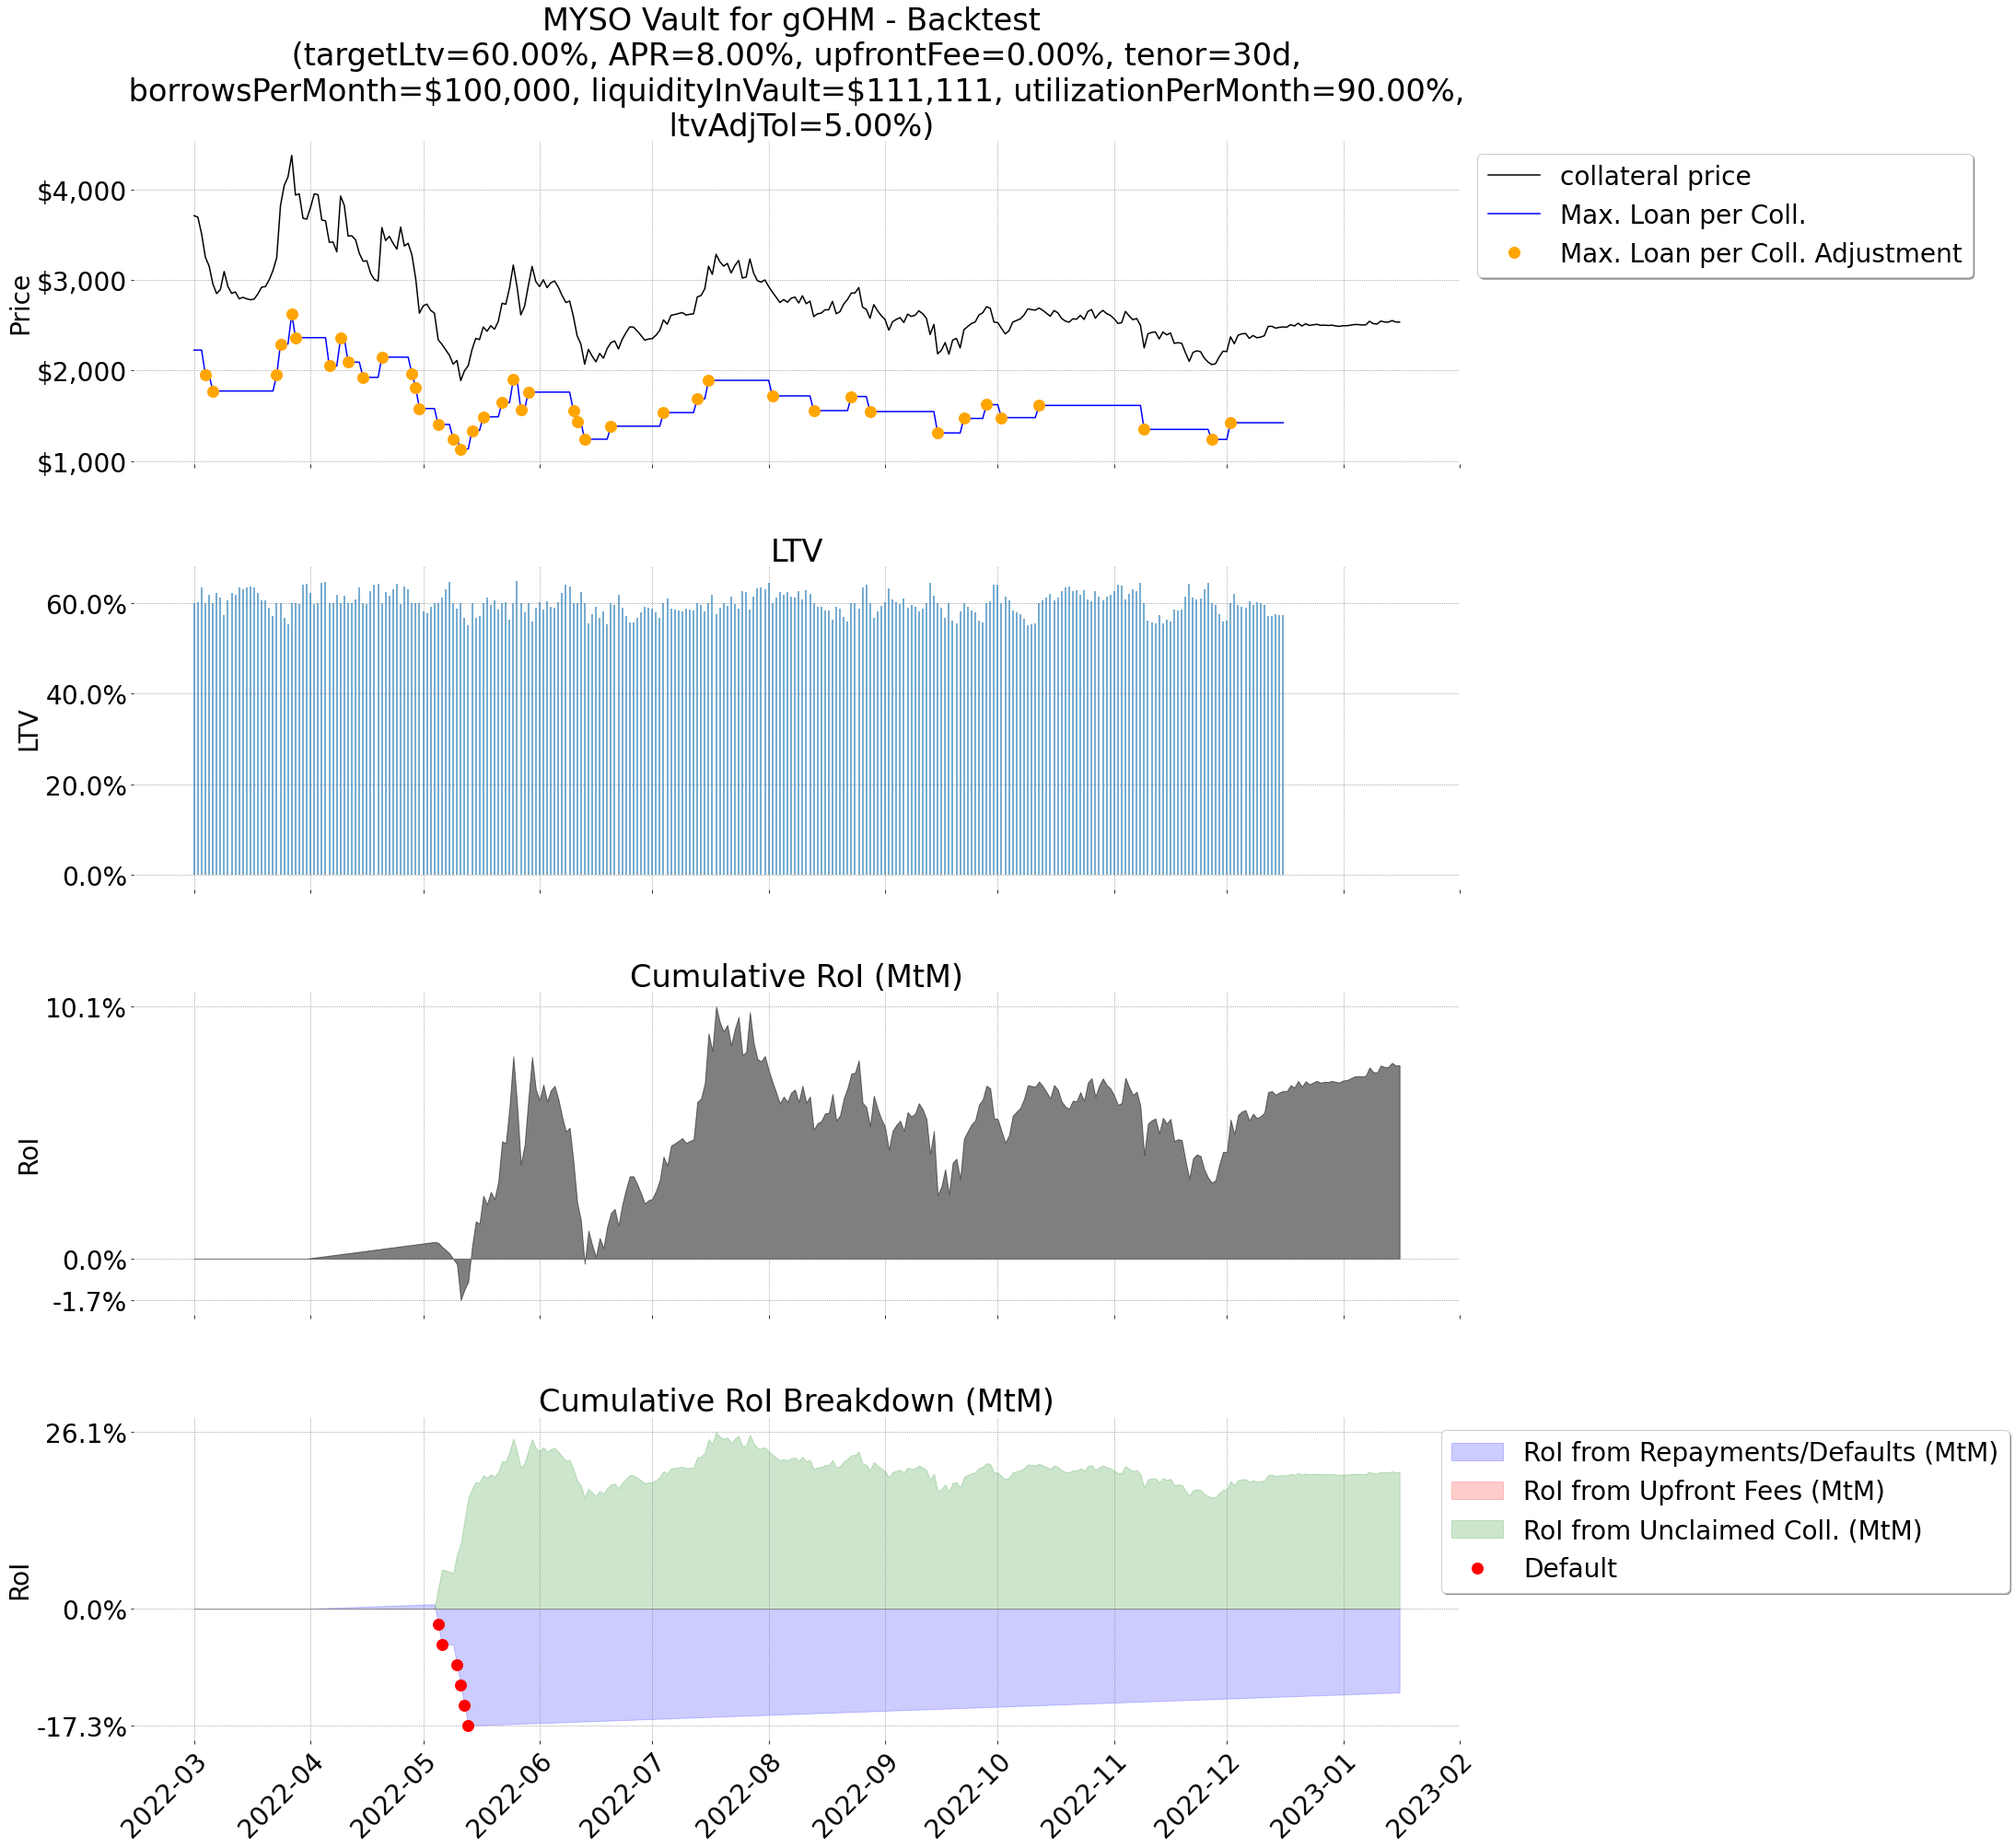 MYSO Vault for gOHM - Backtest
(targetLtv=60.00%, APR=8.00%, upfrontFee=0.00%, tenor=30d,
borrowsPerMonth=$100,000, liquidityInVault=$111,111, utilizationPerMonth=90.00%,
ltvAdjTol=5.00%)
$4,000
$3,000
$2,000
$1,000
Price
collateral price
Max. Loan per Coll.
Max. Loan per Coll. Adjustment
LTV
60.0%
40.0%
20.0%
0.0%
LTV
Cumulative RoI (MtM)
10.1%
0.0%
-1.7%
RoI
Cumulative RoI Breakdown (MtM)
26.1%
0.0%
-17.3%
RoI
RoI from Repayments/Defaults (MtM)
RoI from Upfront Fees (MtM)
RoI from Unclaimed Coll. (MtM)
Default
2022-03
2022-04
2022-05
2022-06
2022-07
2022-08
2022-09
2022-10
2022-11
2022-12
2023-01
2023-02